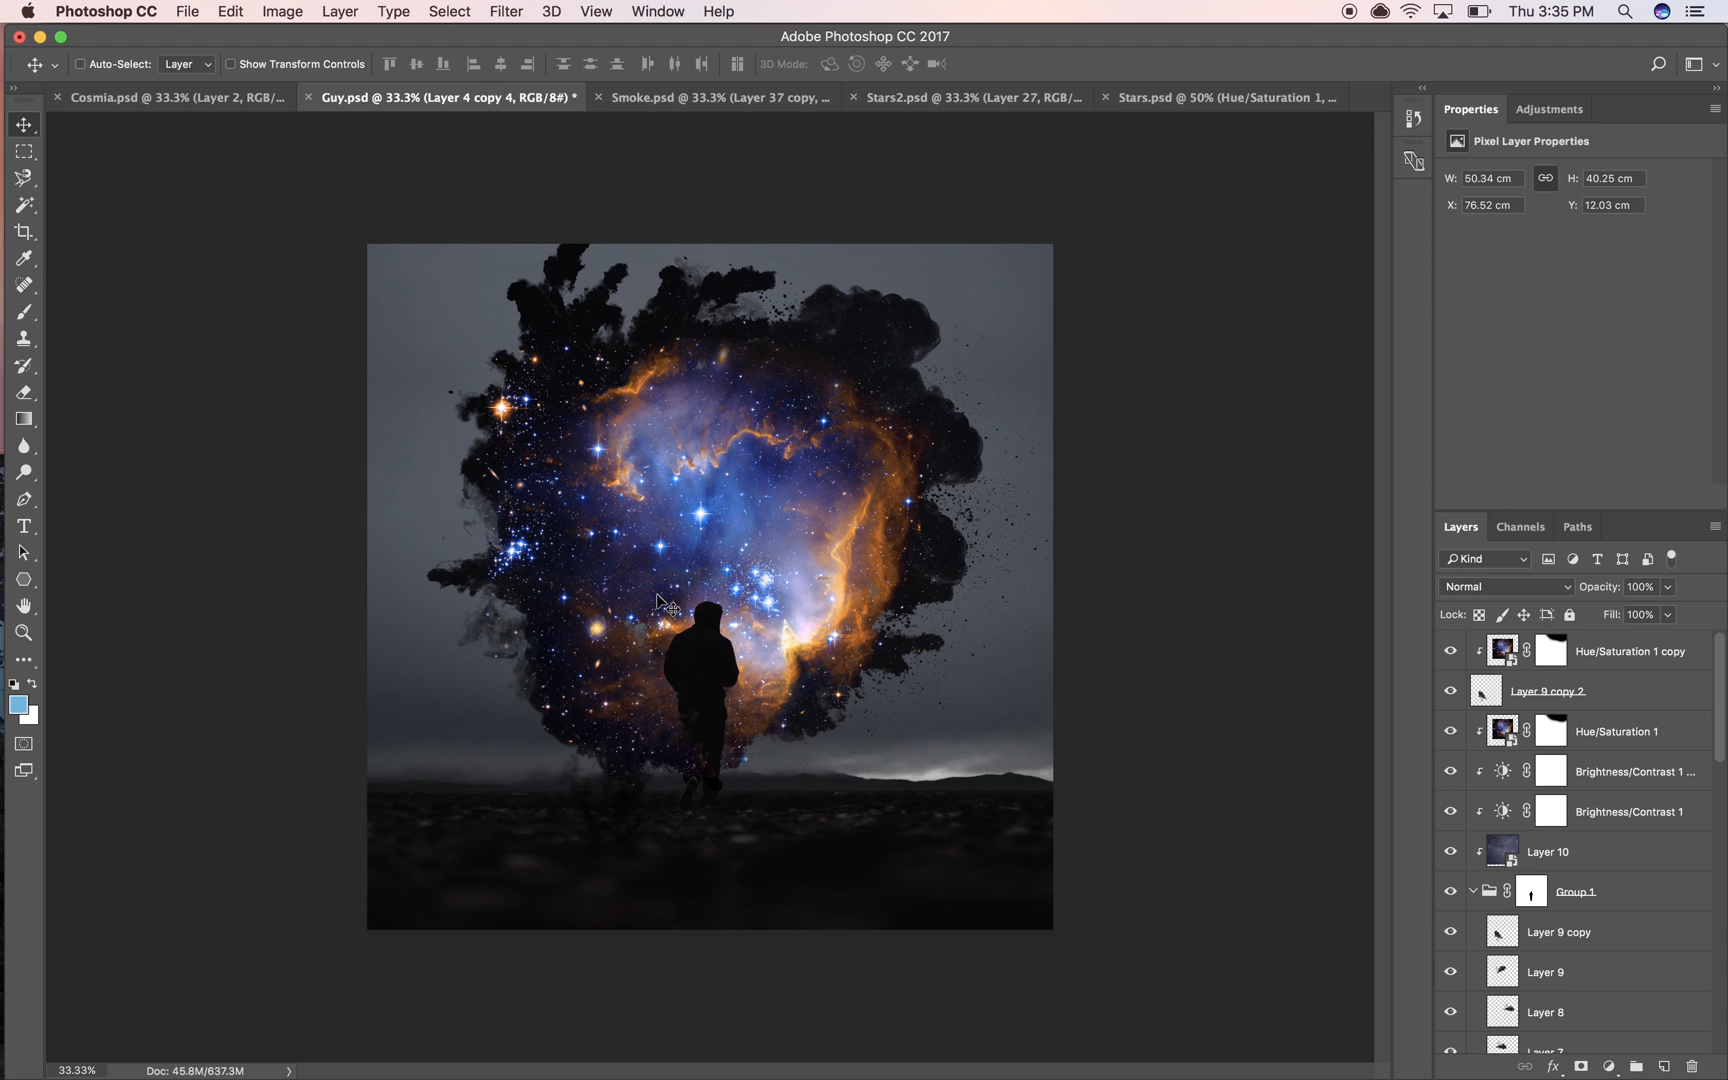 Photoshop CC File Edit Image Layer Type Select Filter 3D View Window Help Thu 3:35 PM
Adobe Photoshop CC 2017
Auto-Select: Layer Show Transform Controls 3D Mode:
Cosmia.psd @ 33.3% (Layer 2, RGB/... Guy.psd @ 33.3% (Layer 4 copy 4, RGB/8#) * Smoke.psd @ 33.3% (Layer 37 copy, ... Stars2.psd @ 33.3% (Layer 27, RGB/... Stars.psd @ 50% (Hue/Saturation 1, ...
Properties Adjustments
Pixel Layer Properties
W: 50.34 cm H: 40.25 cm
X: 76.52 cm Y: 12.03 cm
Layers Channels Paths
Kind
Normal Opacity: 100%
Lock: Fill: 100%
Hue/Saturation 1 copy
Layer 9 copy 2
Hue/Saturation 1
Brightness/Contrast 1 ...
Brightness/Contrast 1
Layer 10
Group 1
Layer 9 copy
Layer 9
Layer 8
Layer 7
33.33% Doc: 45.8M/637.3M